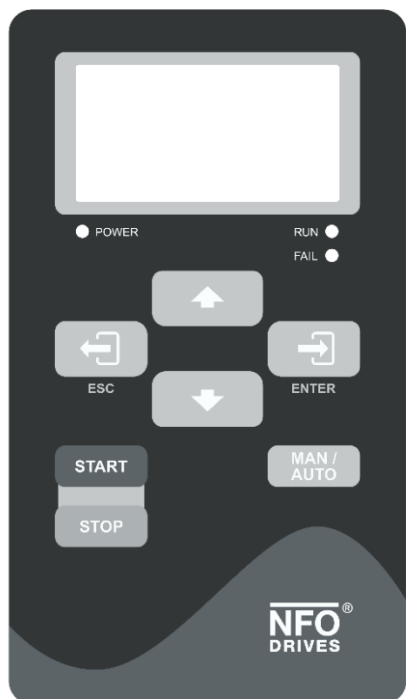 POWER
RUN
FAIL
ESC
ENTER
START
MAN /
AUTO
STOP
NFO®
DRIVES